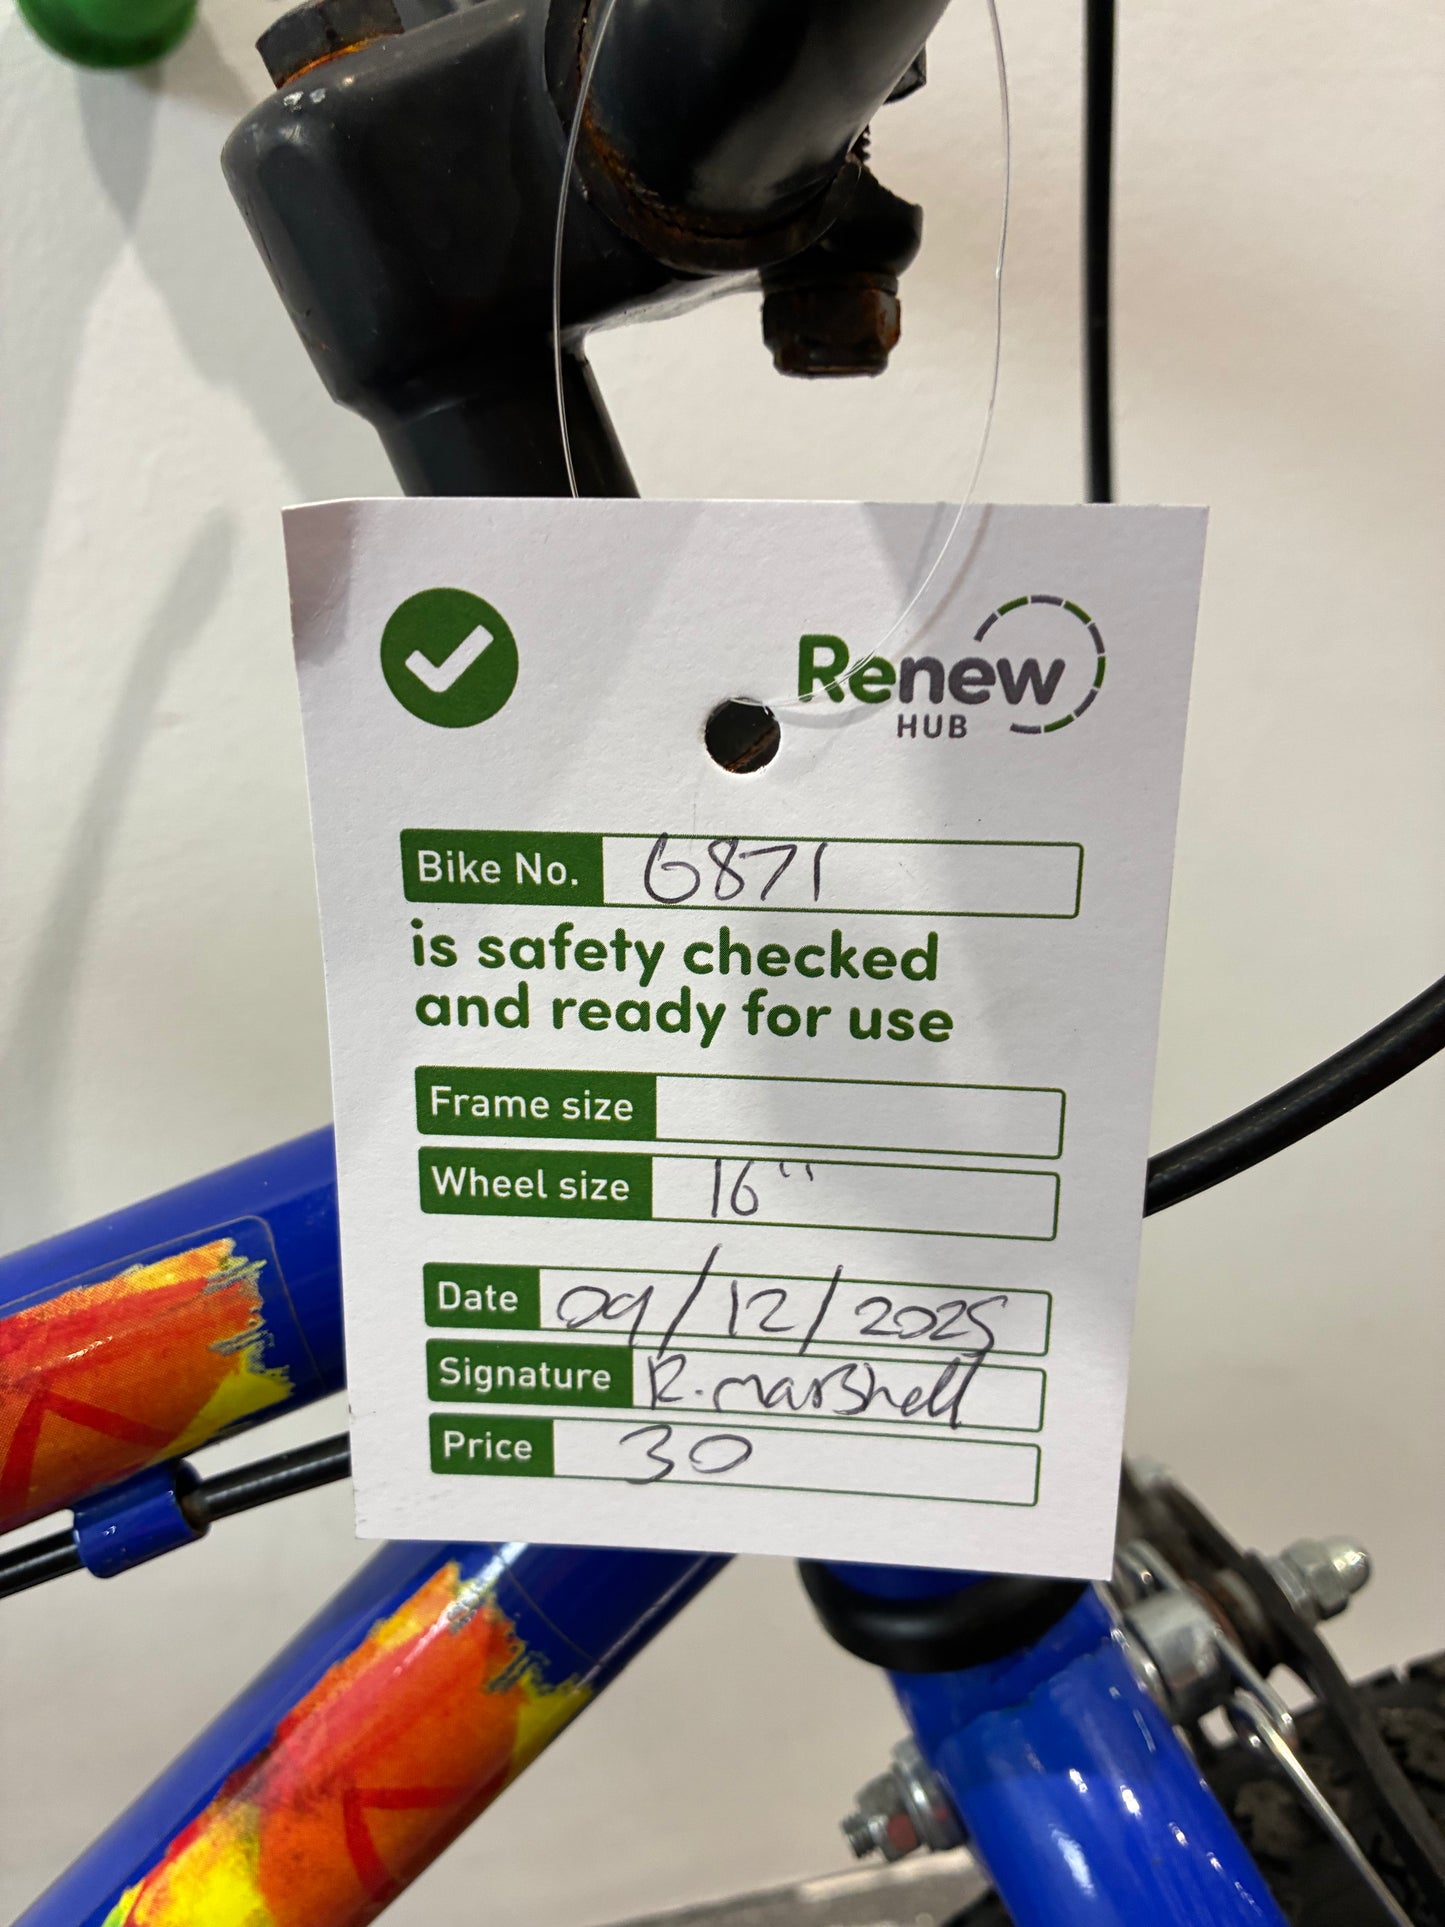 Renew
HUB
Bike No. 6871
is safety checked
and ready for use
Frame size
Wheel size 16"
Date 09/12/2025
Signature R. marshell
Price 30